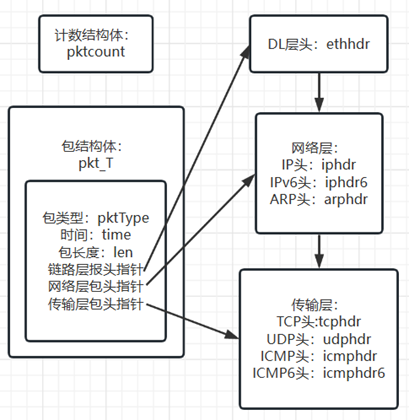 计数结构体：
pktcount
DL层头：ethhdr
包结构体：
pkt_T
包类型：pktType
时间：time
包长度：len
链路层报头指针
网络层包头指针
传输层包头指针
网络层：
IP头：iphdr
IPv6头：iphdr6
ARP头：arphdr
传输层：
TCP头:tcphdr
UDP头：udphdr
ICMP头：icmphdr
ICMP6头：icmphdr6